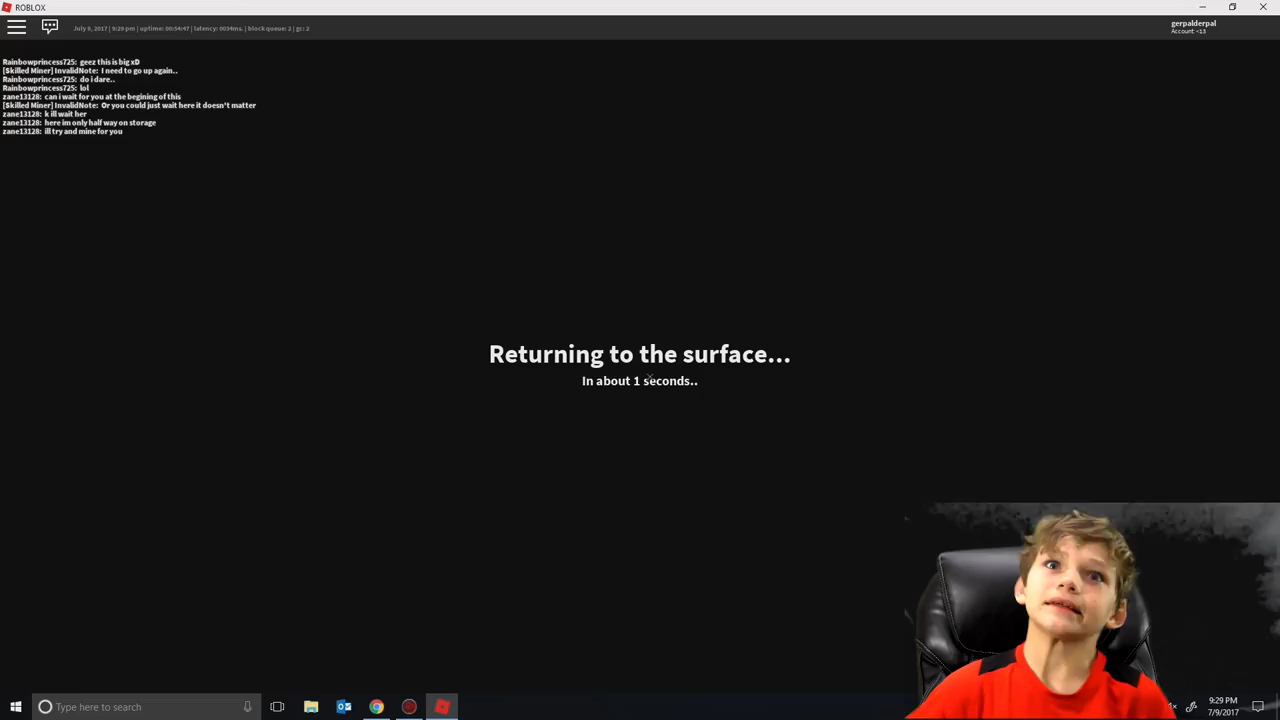 ROBLOX
July 9, 2017 | 9:29 pm | uptime: 00:54:47 | latency: 0034ms. | block queue: 2 | gc: 2
gerpalderpal
Account: <13
Rainbowprincess725: geez this is big xD
[Skilled Miner] InvalidNote: I need to go up again..
Rainbowprincess725: do i dare..
Rainbowprincess725: lol
zane13128: can i wait for you at the begining of this
[Skilled Miner] InvalidNote: Or you could just wait here it doesn't matter
zane13128: k ill wait her
zane13128: here im only half way on storage
zane13128: ill try and mine for you
Returning to the surface...
In about 1 seconds..
Type here to search
9:29 PM
7/9/2017